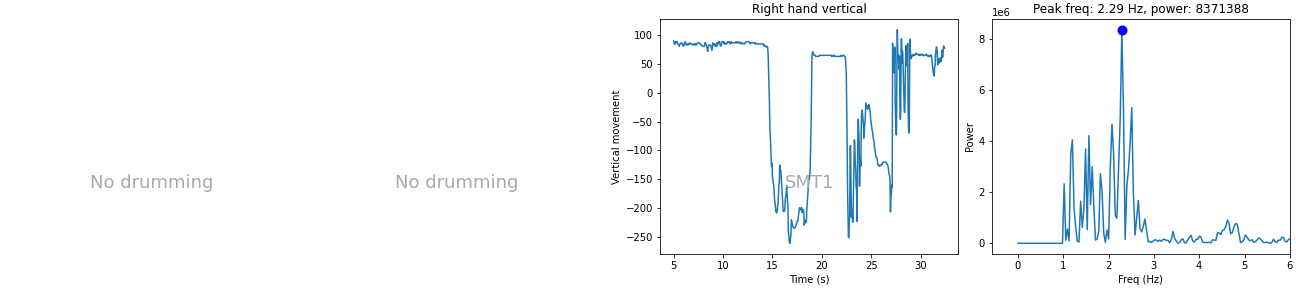 No drumming
No drumming
Right hand vertical
Vertical movement
100
50
0
−50
−100
−150
−200
−250
SMT1
5
10
15
20
25
30
Time (s)
Peak freq: 2.29 Hz, power: 8371388
1e6
Power
8
6
4
2
0
0
1
2
3
4
5
6
Freq (Hz)